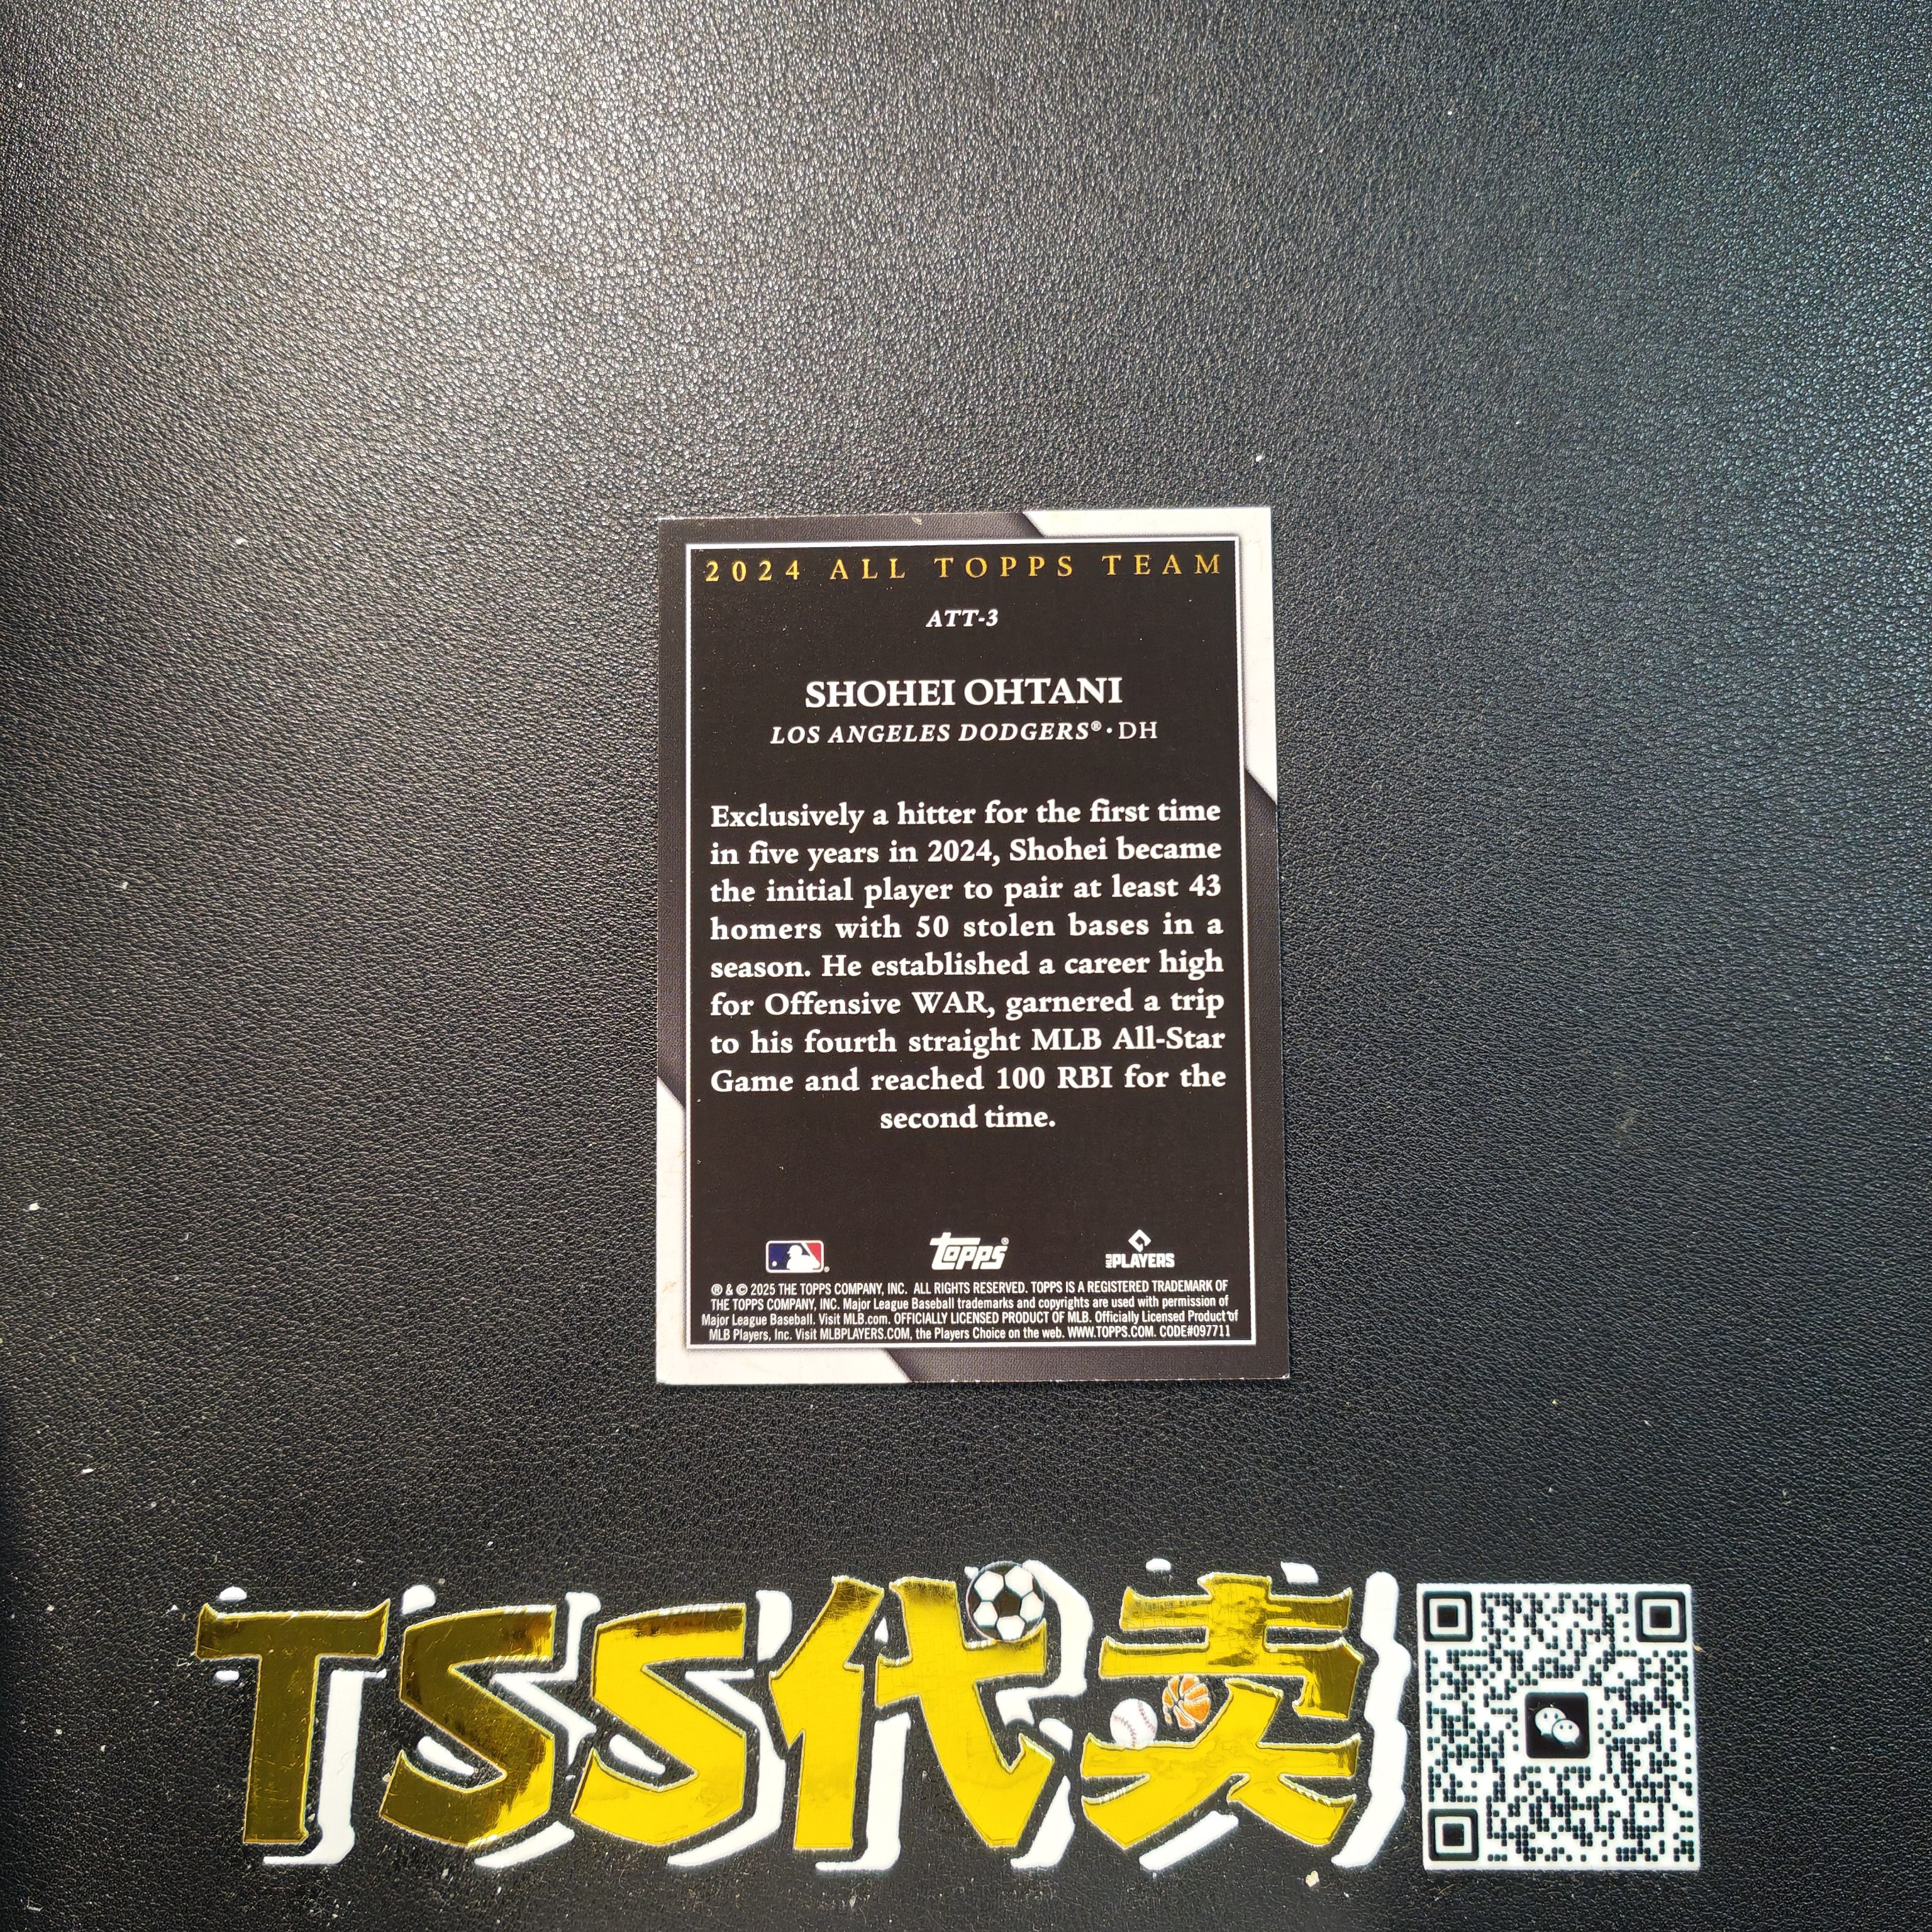 2024 ALL TOPPS TEAM
ATT-3
SHOHEI OHTANI
LOS ANGELES DODGERS®·DH
Exclusively a hitter for the first time
in five years in 2024, Shohei became
the initial player to pair at least 43
homers with 50 stolen bases in a
season. He established a career high
for Offensive WAR, garnered a trip
to his fourth straight MLB All-Star
Game and reached 100 RBI for the
second time.
topps®
MLB PLAYERS
® & © 2025 THE TOPPS COMPANY, INC. ALL RIGHTS RESERVED. TOPPS IS A REGISTERED TRADEMARK OF
THE TOPPS COMPANY, INC. Major League Baseball trademarks and copyrights are used with permission of
Major League Baseball. Visit MLB.com. OFFICIALLY LICENSED PRODUCT OF MLB. Officially Licensed Product of
MLB Players, Inc. Visit MLBPLAYERS.COM, the Players Choice on the web. WWW.TOPPS.COM. CODE#097711
TSS代卖